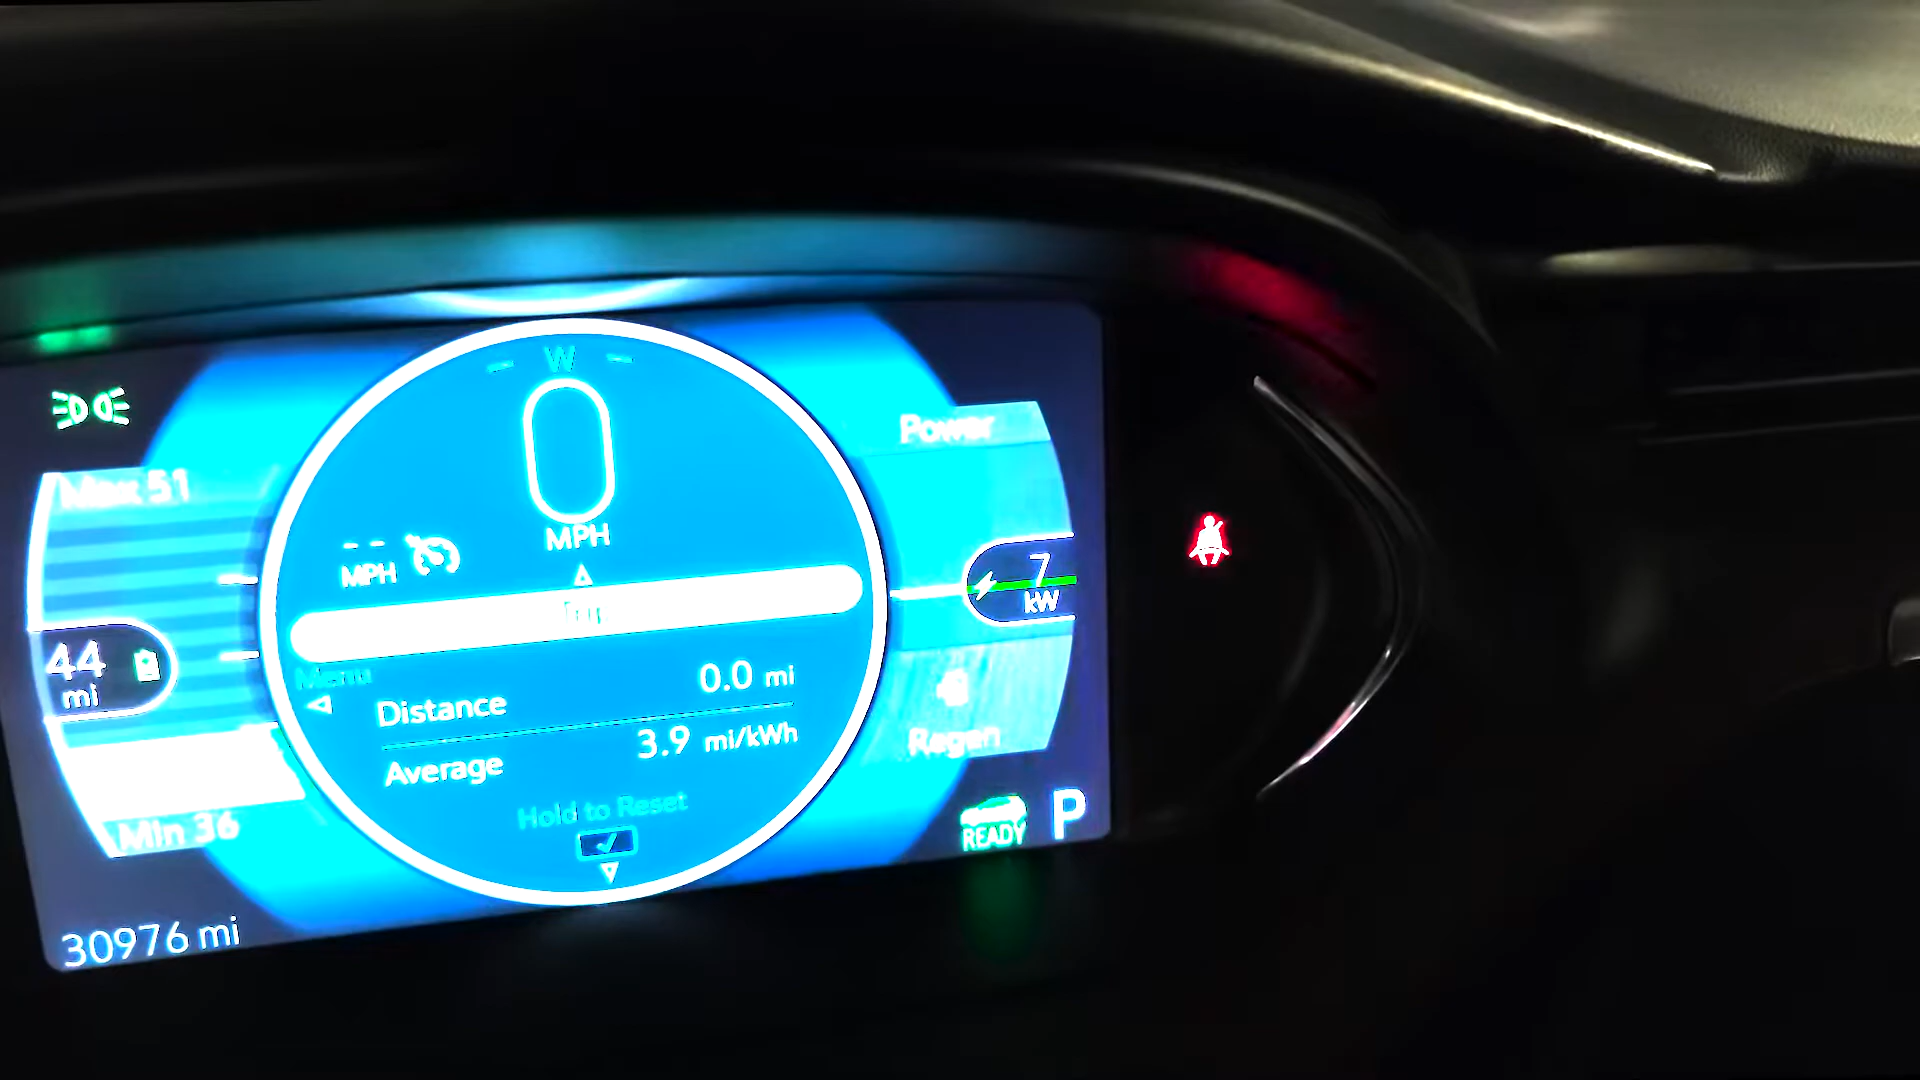 W
0
MPH
-- MPH
Power
Max 51
7
kW
Trip
44
mi
Menu
Distance 0.0 mi
Average 3.9 mi/kWh
Regen
Hold to Reset
Min 36
READY P
30976 mi